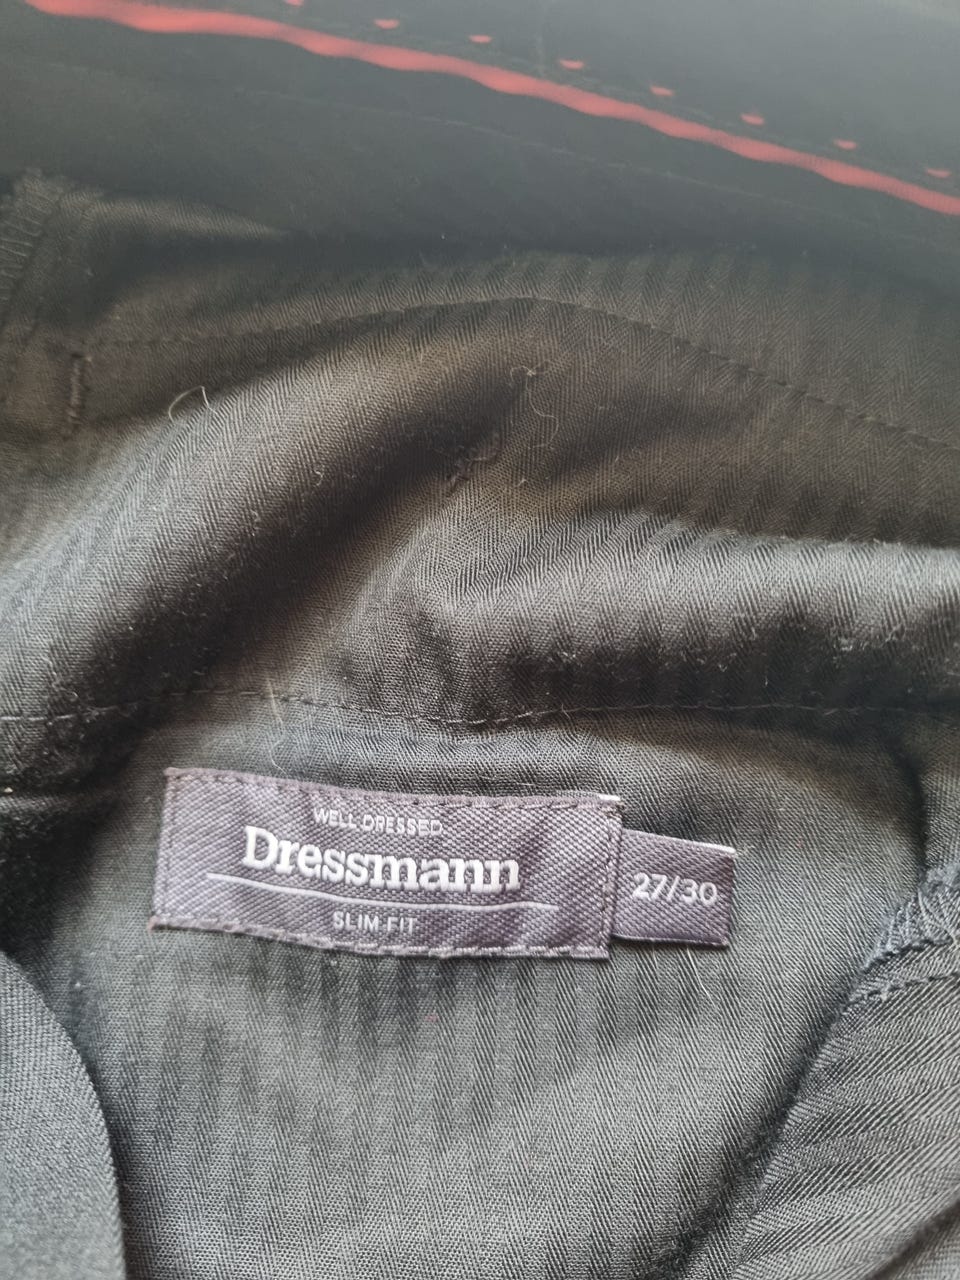 WELL DRESSED
Dressmann
SLIM FIT
27/30